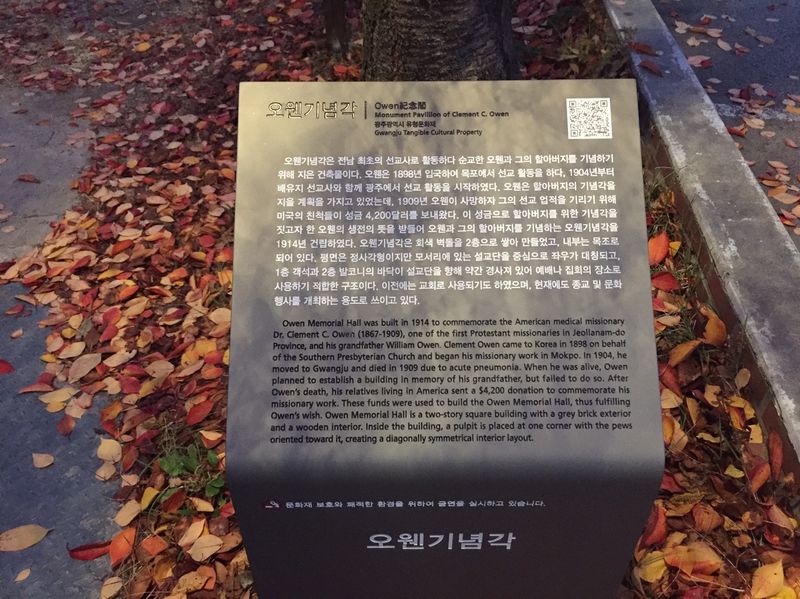 오웬기념각
Owen紀念閣
Monument Pavillion of Clement C. Owen
광주광역시 유형문화재
Gwangju Tangible Cultural Property
오웬기념각은 전남 최초의 선교사로 활동하다 순교한 오웬과 그의 할아버지를 기념하기
위해 지은 건축물이다. 오웬은 1898년 입국하여 목포에서 선교 활동을 하다, 1904년부터
배유지 선교사와 함께 광주에서 선교 활동을 시작하였다. 오웬은 할아버지의 기념각을
지을 계획을 가지고 있었는데, 1909년 오웬이 사망하자 그의 선교 업적을 기리기 위해
미국의 친척들이 성금 4,200달러를 보내왔다. 이 성금으로 할아버지를 위한 기념각을
짓고자 한 오웬의 생전의 뜻을 받들어 오웬과 그의 할아버지를 기념하는 오웬기념각을
1914년 건립하였다. 오웬기념각은 회색 벽돌을 2층으로 쌓아 만들었고, 내부는 목조로
되어 있다. 평면은 정사각형이지만 모서리에 있는 설교단을 중심으로 좌우가 대칭되고,
1층 객석과 2층 발코니의 바닥이 설교단을 향해 약간 경사져 있어 예배나 집회의 장소로
사용하기 적합한 구조이다. 이전에는 교회로 사용되기도 하였으며, 현재에도 종교 및 문화
행사를 개최하는 용도로 쓰이고 있다.
Owen Memorial Hall was built in 1914 to commemorate the American medical missionary
Dr. Clement C. Owen (1867-1909), one of the first Protestant missionaries in Jeollanam-do
Province, and his grandfather William Owen. Clement Owen came to Korea in 1898 on behalf
of the Southern Presbyterian Church and began his missionary work in Mokpo. In 1904, he
moved to Gwangju and died in 1909 due to acute pneumonia. When he was alive, Owen
planned to establish a building in memory of his grandfather, but failed to do so. After
Owen's death, his relatives living in America sent a $4,200 donation to commemorate his
missionary work. These funds were used to build the Owen Memorial Hall, thus fulfilling
Owen's wish. Owen Memorial Hall is a two-story square building with a grey brick exterior
and a wooden interior. Inside the building, a pulpit is placed at one corner with the pews
oriented toward it, creating a diagonally symmetrical interior layout.
문화재 보호와 쾌적한 환경을 위하여 금연을 실시하고 있습니다.
오웬기념각